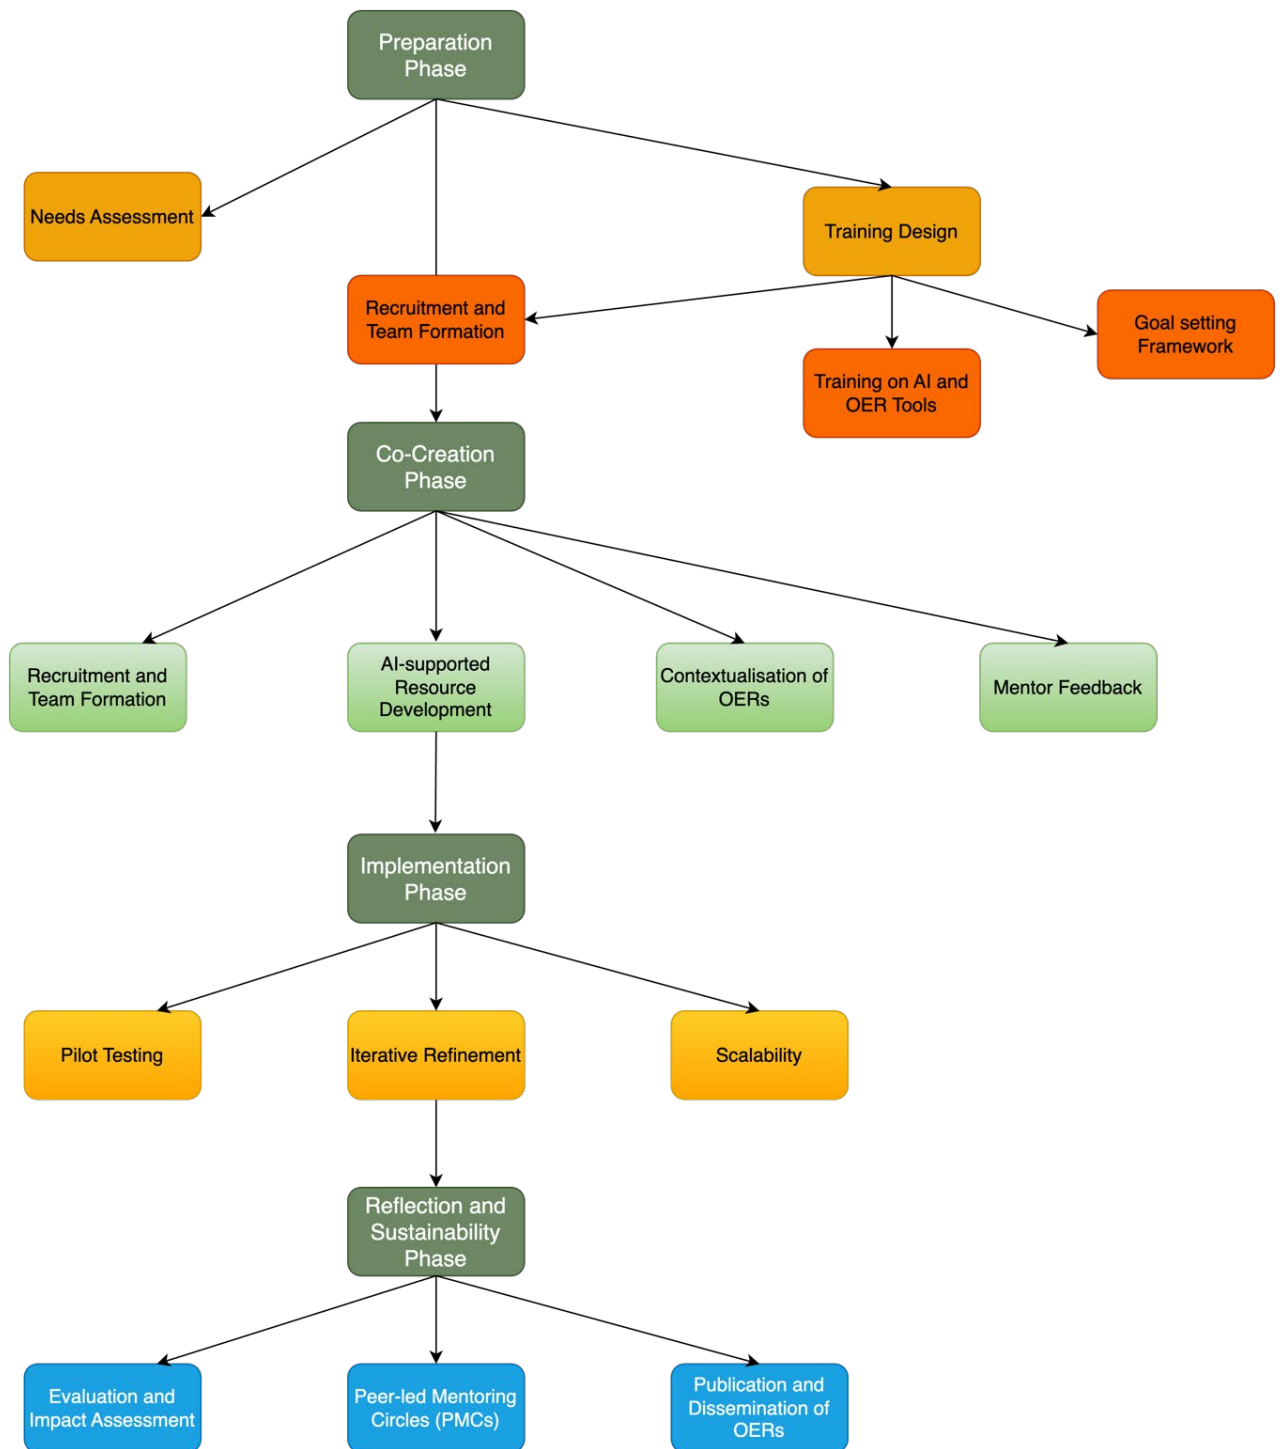 Preparation
Phase
Needs Assessment
Training Design
Recruitment and
Team Formation
Goal setting
Framework
Training on AI and
OER Tools
Co-Creation
Phase
Recruitment and
Team Formation
AI-supported
Resource
Development
Contextualisation of
OERs
Mentor Feedback
Implementation
Phase
Pilot Testing
Iterative Refinement
Scalability
Reflection and
Sustainability
Phase
Evaluation and
Impact Assessment
Peer-led Mentoring
Circles (PMCs)
Publication and
Dissemination of
OERs